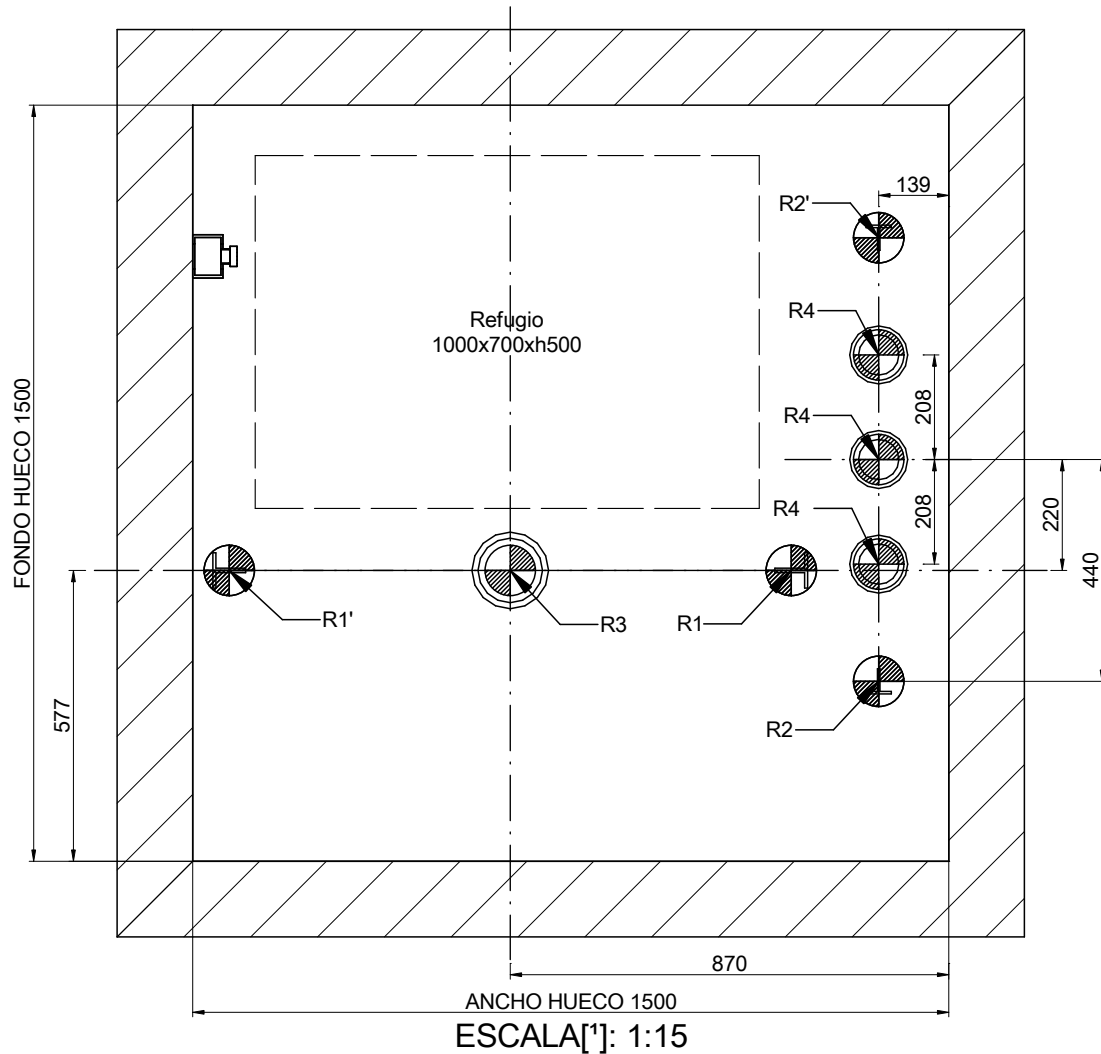 139
R2'
R4
Refugio
1000x700xh500
FONDO HUECO 1500
208
R4
208
220
R4
440
R1'
R3
R1
577
R2
870
ANCHO HUECO 1500
ESCALA[¹]: 1:15